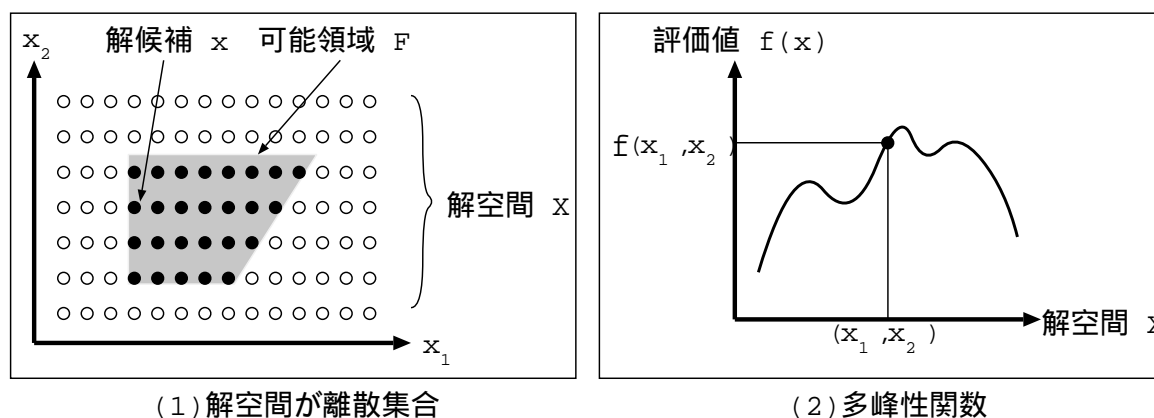 x2
解候補 x
可能領域 F
解空間 X
x1
(1)解空間が離散集合
評価値 f(x)
f(x1 ,x2 )
(x1 ,x2 )
解空間 X
(2)多峰性関数